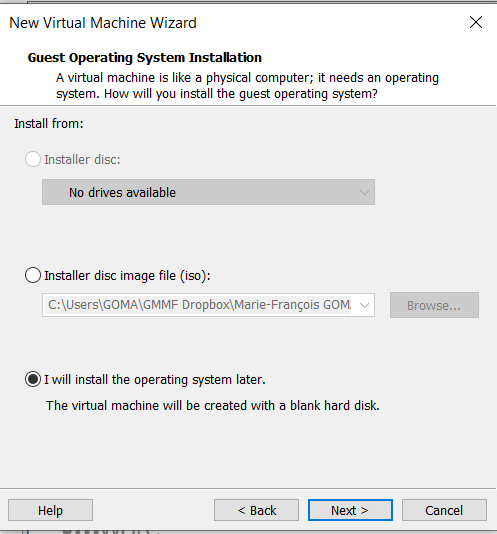 New Virtual Machine Wizard
Guest Operating System Installation
A virtual machine is like a physical computer; it needs an operating
system. How will you install the guest operating system?
Install from:
Installer disc:
No drives available
Installer disc image file (iso):
C:\Users\GOMA\GMMF Dropbox\Marie-François GOM
Browse...
I will install the operating system later.
The virtual machine will be created with a blank hard disk.
Help
< Back
Next >
Cancel